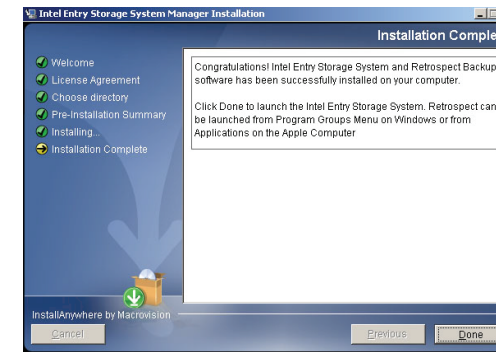 Intel Entry Storage System Manager Installation
Installation Comple
Welcome
License Agreement
Choose directory
Pre-Installation Summary
Installing...
Installation Complete
Congratulations! Intel Entry Storage System and Retrospect Backup
software has been successfully installed on your computer.
Click Done to launch the Intel Entry Storage System. Retrospect can
be launched from Program Groups Menu on Windows or from
Applications on the Apple Computer
InstallAnywhere by Macrovision
Cancel
Previous
Done